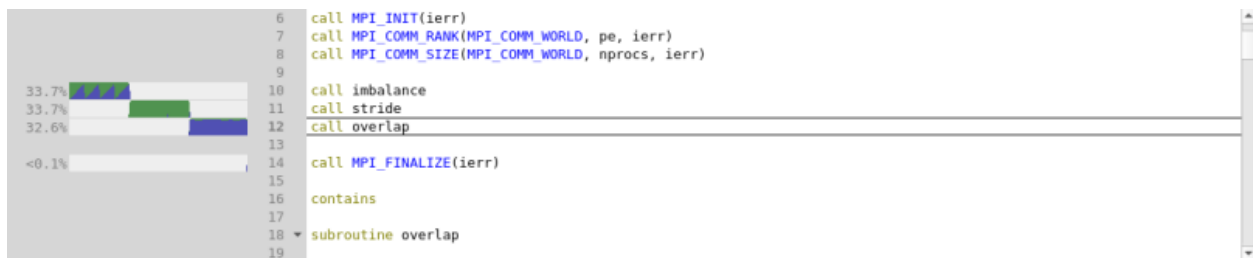 6 call MPI_INIT(ierr)
7 call MPI_COMM_RANK(MPI_COMM_WORLD, pe, ierr)
8 call MPI_COMM_SIZE(MPI_COMM_WORLD, nprocs, ierr)
9
33.7% 10 call imbalance
33.7% 11 call stride
32.6% 12 call overlap
13
<0.1% 14 call MPI_FINALIZE(ierr)
15
16 contains
17
18 subroutine overlap
19